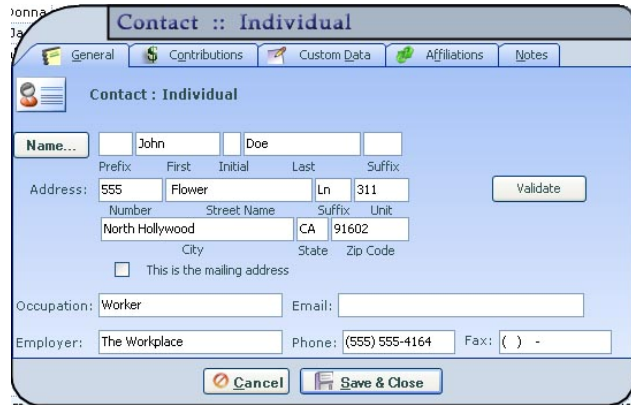 Donna
Ja
Contact :: Individual
General Contributions Custom Data Affiliations Notes
Contact : Individual
Name... John Doe
Prefix First Initial Last Suffix
Address: 555 Flower Ln 311 Validate
Number Street Name Suffix Unit
North Hollywood CA 91602
City State Zip Code
This is the mailing address
Occupation: Worker Email:
Employer: The Workplace Phone: (555) 555-4164 Fax: ( ) -
Cancel Save & Close